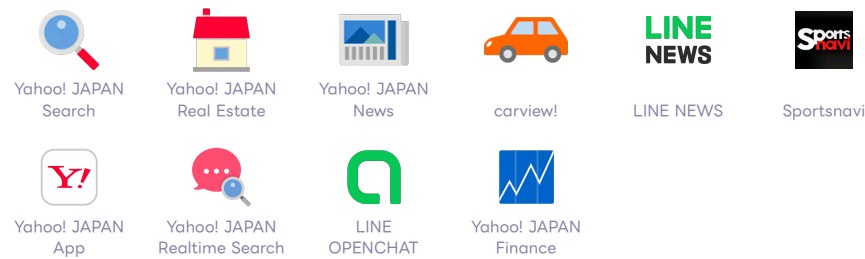 LINE
NEWS
Sports
navi
Yahoo! JAPAN
Search
Yahoo! JAPAN
Real Estate
Yahoo! JAPAN
News
carview!
LINE NEWS
Sportsnavi
Y!
Yahoo! JAPAN
App
Yahoo! JAPAN
Realtime Search
LINE
OPENCHAT
Yahoo! JAPAN
Finance